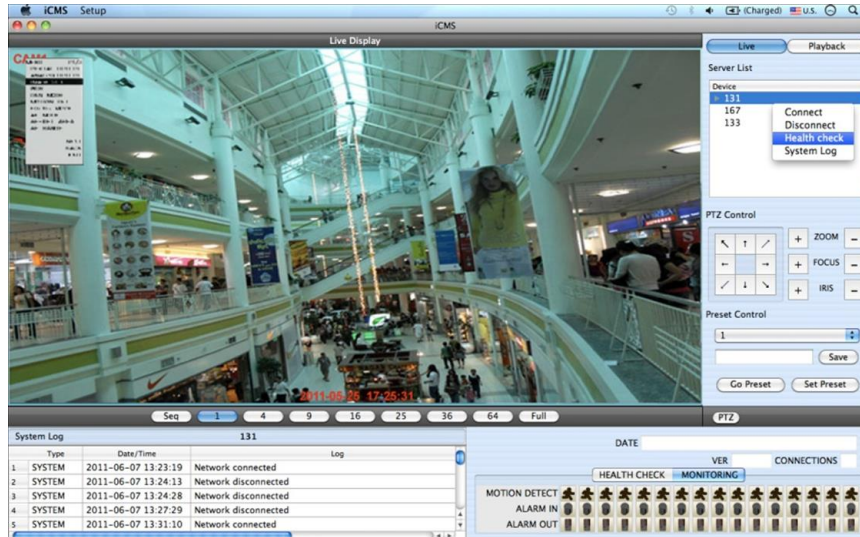 iCMS Setup
(Charged) U.S.
iCMS
Live Display
Live Playback
Server List
Device
131
167
133
Connect
Disconnect
Health check
System Log
PTZ Control
+ ZOOM -
+ FOCUS -
+ IRIS -
Preset Control
1
Save
Go Preset Set Preset
2011-05-25 17:25:31
Seq 1 4 9 16 25 36 64 Full
PTZ
System Log 131
Type Date/Time Log
1 SYSTEM 2011-06-07 13:23:19 Network connected
2 SYSTEM 2011-06-07 13:24:13 Network disconnected
3 SYSTEM 2011-06-07 13:24:28 Network disconnected
4 SYSTEM 2011-06-07 13:27:29 Network disconnected
5 SYSTEM 2011-06-07 13:31:10 Network connected
DATE
VER CONNECTIONS
HEALTH CHECK MONITORING
MOTION DETECT
ALARM IN
ALARM OUT